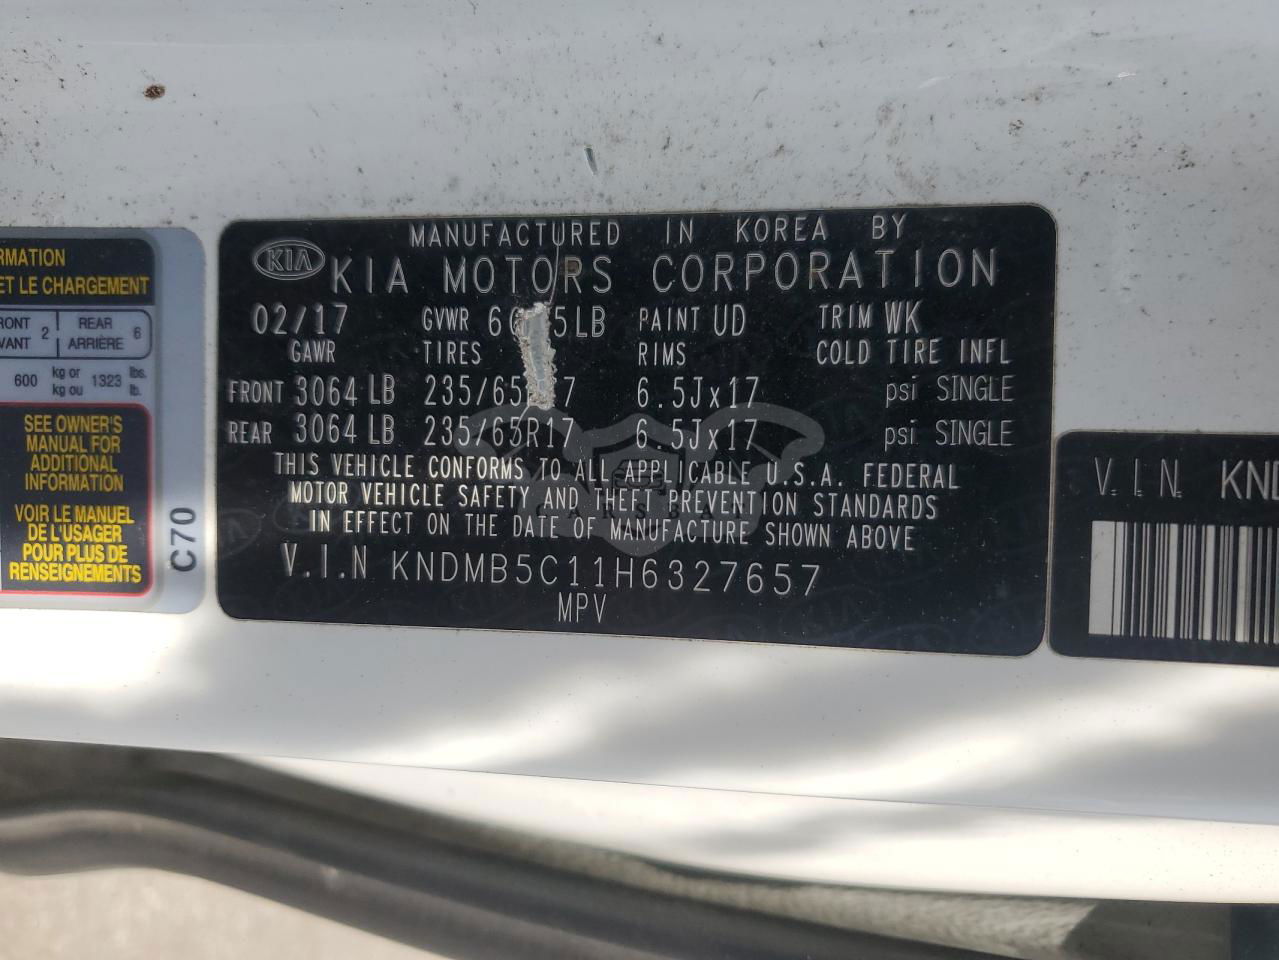 RMATION
ET LE CHARGEMENT
RONT 2 REAR 6
VANT ARRIÈRE
600 kg or 1323 lbs.
kg ou lb.
SEE OWNER'S
MANUAL FOR
ADDITIONAL
INFORMATION
VOIR LE MANUEL
DE L'USAGER
POUR PLUS DE
RENSEIGNEMENTS
C70
MANUFACTURED IN KOREA BY
KIA KIA MOTORS CORPORATION
02/17 GVWR 5LB PAINT UD TRIM WK
GAWR TIRES RIMS COLD TIRE INFL
FRONT 3064 LB 6.5Jx17 psi SINGLE
REAR 3064 LB 235/65R17 6.5Jx17 psi SINGLE
THIS VEHICLE CONFORMS TO ALL APPLICABLE U.S.A. FEDERAL
MOTOR VEHICLE SAFETY AND THEFT PREVENTION STANDARDS
IN EFFECT ON THE DATE OF MANUFACTURE SHOWN ABOVE
V.I.N KNDMB5C11H6327657
MPV
V.I.N. KND